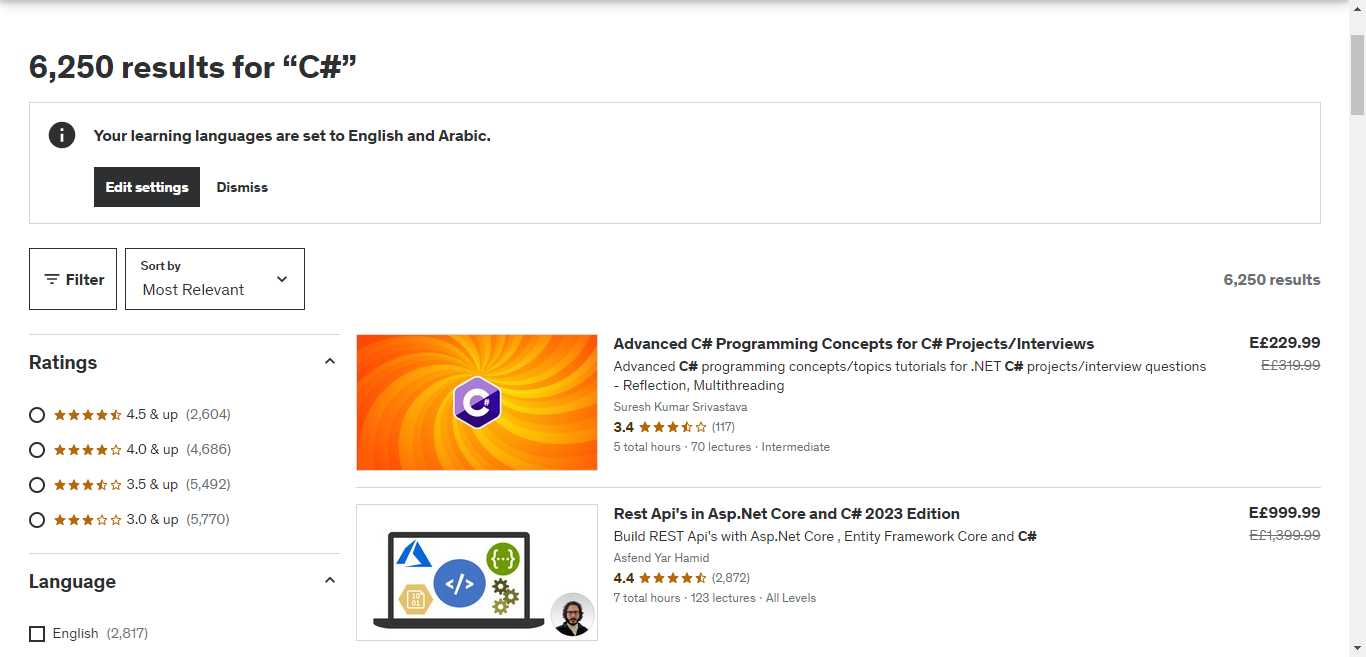 6,250 results for “C#”
Your learning languages are set to English and Arabic.
Edit settings
Dismiss
Filter
Sort by
Most Relevant
6,250 results
Ratings
4.5 & up (2,604)
4.0 & up (4,686)
3.5 & up (5,492)
3.0 & up (5,770)
Language
English (2,817)
C#
Advanced C# Programming Concepts for C# Projects/Interviews
E£229.99
Advanced C# programming concepts/topics tutorials for .NET C# projects/interview questions
E£319.99
- Reflection, Multithreading
Suresh Kumar Srivastava
3.4 (117)
5 total hours · 70 lectures · Intermediate
{...}
</>
10
01
Rest Api's in Asp.Net Core and C# 2023 Edition
E£999.99
Build REST Api's with Asp.Net Core , Entity Framework Core and C#
E£1,399.99
Asfend Yar Hamid
4.4 (2,872)
7 total hours · 123 lectures · All Levels